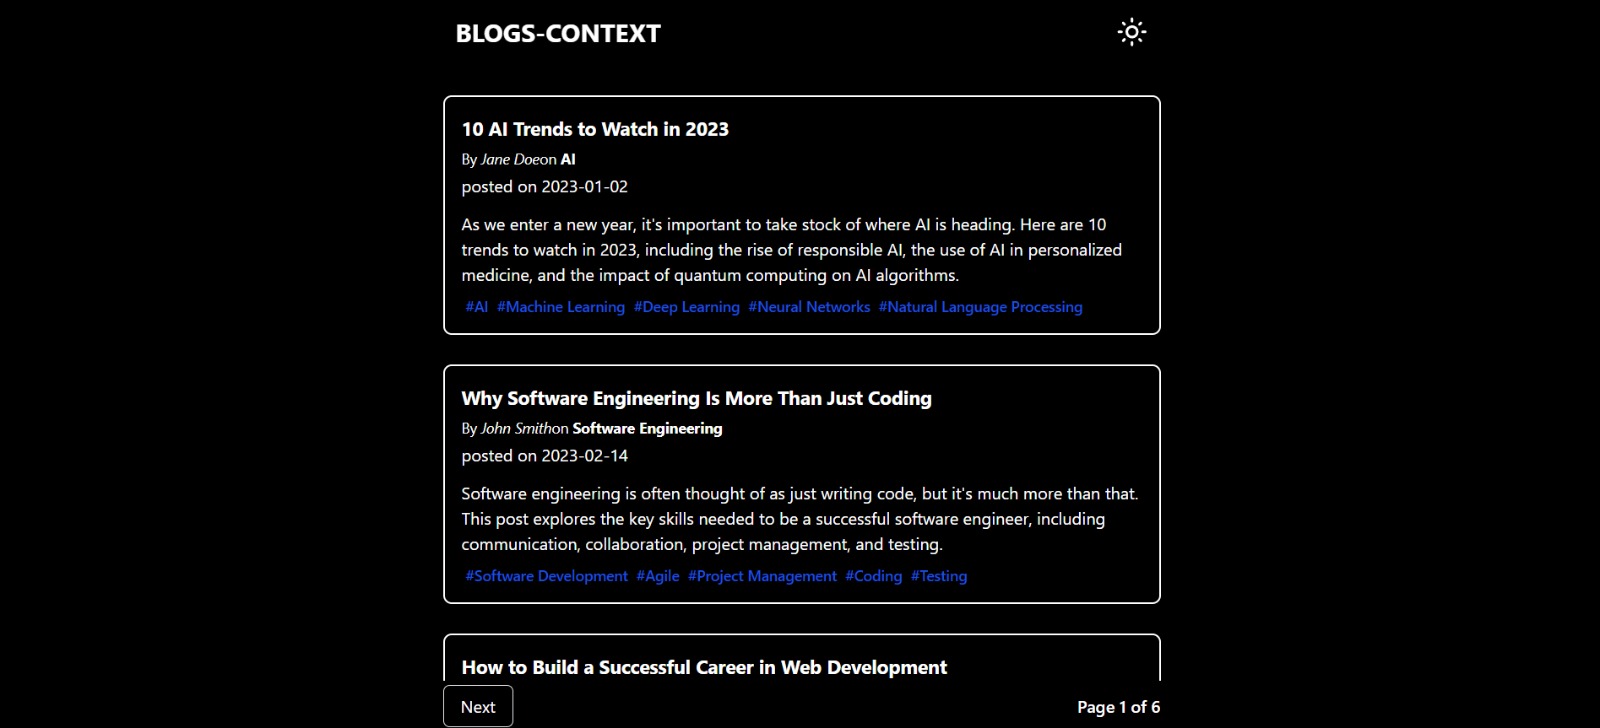 BLOGS-CONTEXT
10 AI Trends to Watch in 2023
By Jane Doeon AI
posted on 2023-01-02
As we enter a new year, it's important to take stock of where AI is heading. Here are 10
trends to watch in 2023, including the rise of responsible AI, the use of AI in personalized
medicine, and the impact of quantum computing on AI algorithms.
#AI #Machine Learning #Deep Learning #Neural Networks #Natural Language Processing
Why Software Engineering Is More Than Just Coding
By John Smithon Software Engineering
posted on 2023-02-14
Software engineering is often thought of as just writing code, but it's much more than that.
This post explores the key skills needed to be a successful software engineer, including
communication, collaboration, project management, and testing.
#Software Development #Agile #Project Management #Coding #Testing
How to Build a Successful Career in Web Development
Next
Page 1 of 6